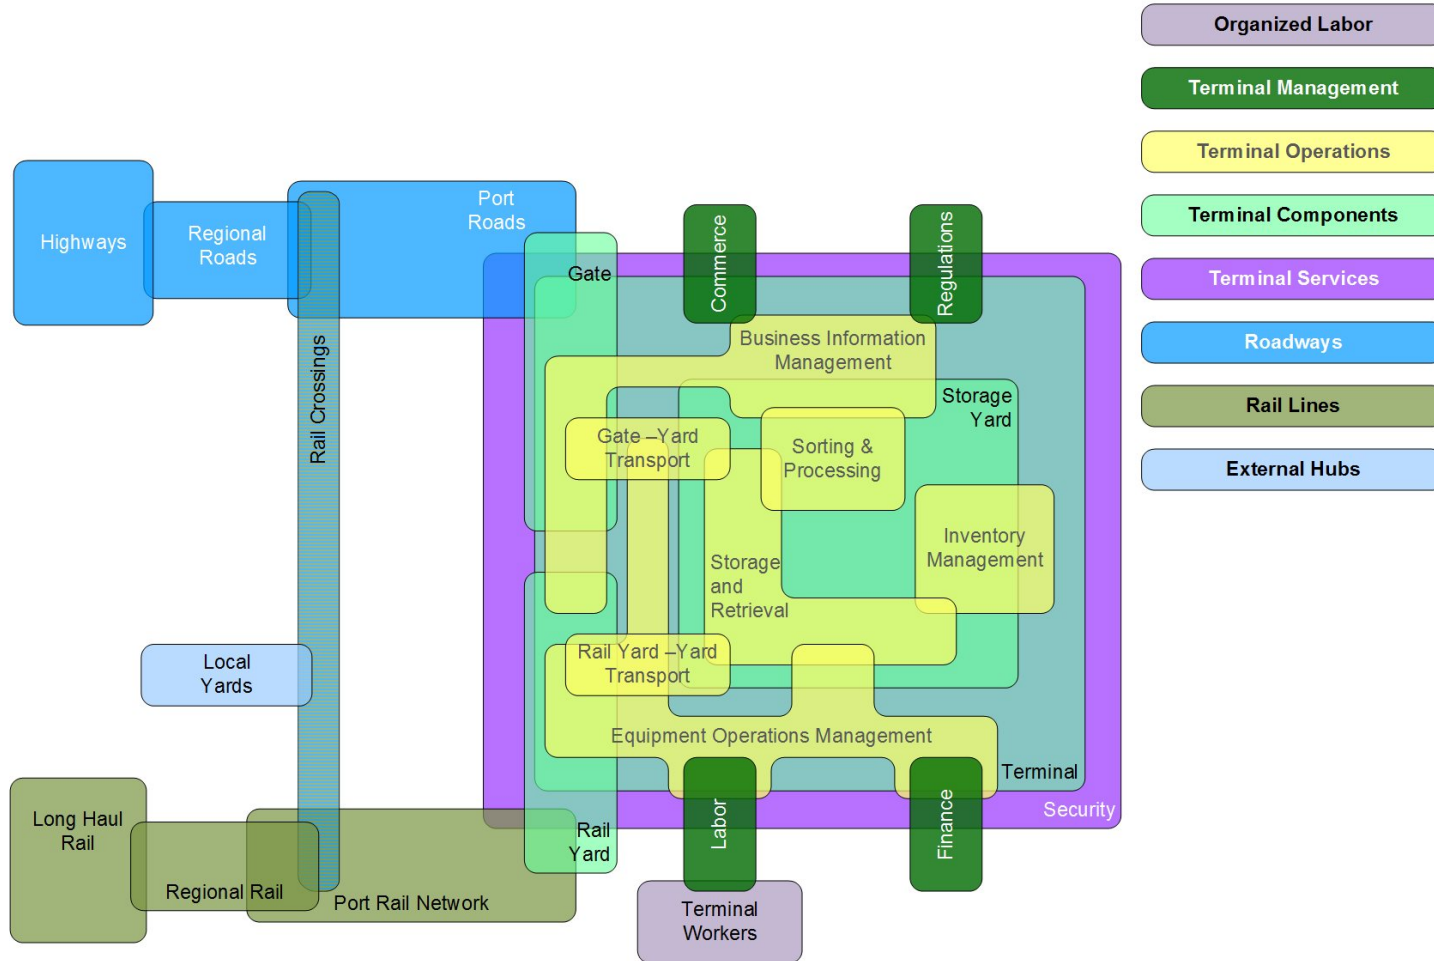 Organized Labor
Terminal Management
Terminal Operations
Terminal Components
Terminal Services
Roadways
Rail Lines
External Hubs
Highways
Regional
Roads
Port
Roads
Rail Crossings
Gate
Commerce
Regulations
Business Information
Management
Storage
Yard
Gate –Yard
Transport
Sorting &
Processing
Inventory
Management
Storage
and
Retrieval
Rail Yard –Yard
Transport
Equipment Operations Management
Terminal
Security
Local
Yards
Long Haul
Rail
Regional Rail
Port Rail Network
Rail
Yard
Labor
Finance
Terminal
Workers